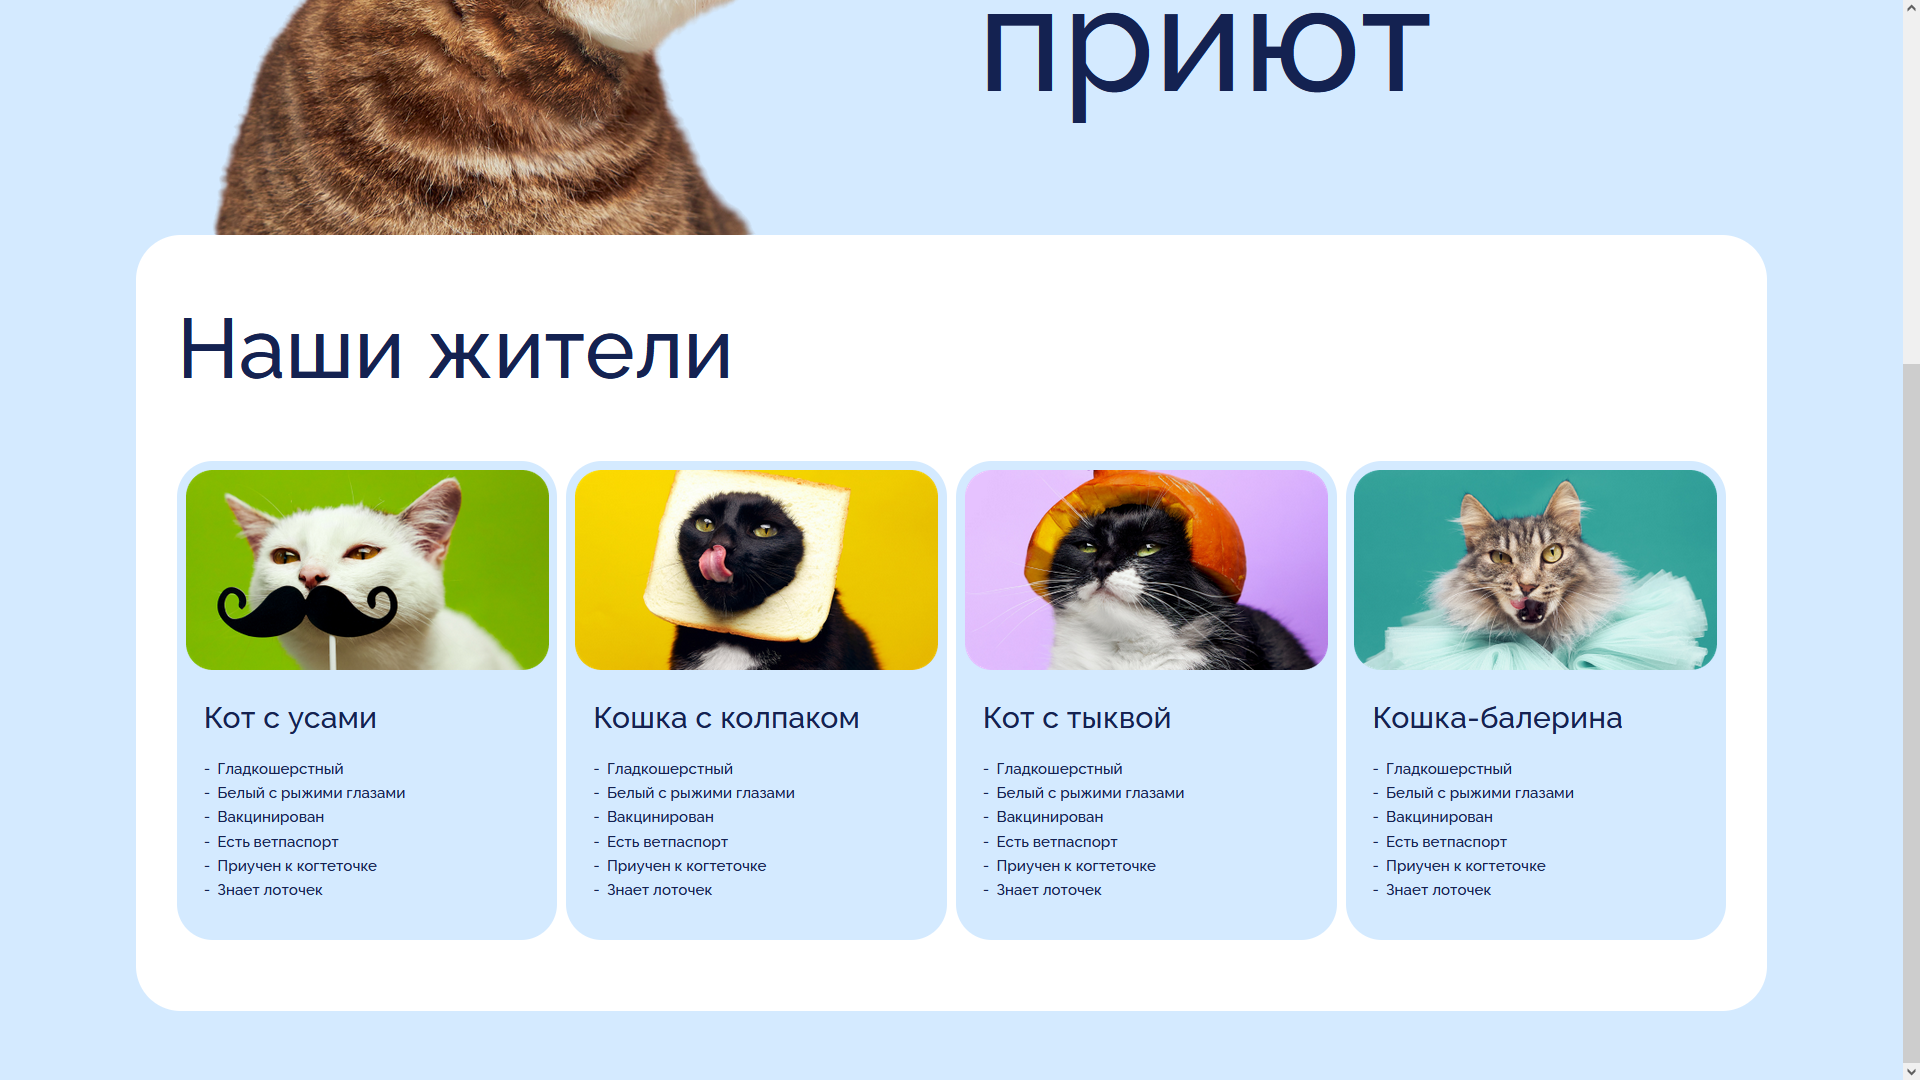 приют
Наши жители
Кот с усами
- Гладкошерстный
- Белый с рыжими глазами
- Вакцинирован
- Есть ветпаспорт
- Приучен к когтеточке
- Знает лоточек
Кошка с колпаком
- Гладкошерстный
- Белый с рыжими глазами
- Вакцинирован
- Есть ветпаспорт
- Приучен к когтеточке
- Знает лоточек
Кот с тыквой
- Гладкошерстный
- Белый с рыжими глазами
- Вакцинирован
- Есть ветпаспорт
- Приучен к когтеточке
- Знает лоточек
Кошка-балерина
- Гладкошерстный
- Белый с рыжими глазами
- Вакцинирован
- Есть ветпаспорт
- Приучен к когтеточке
- Знает лоточек